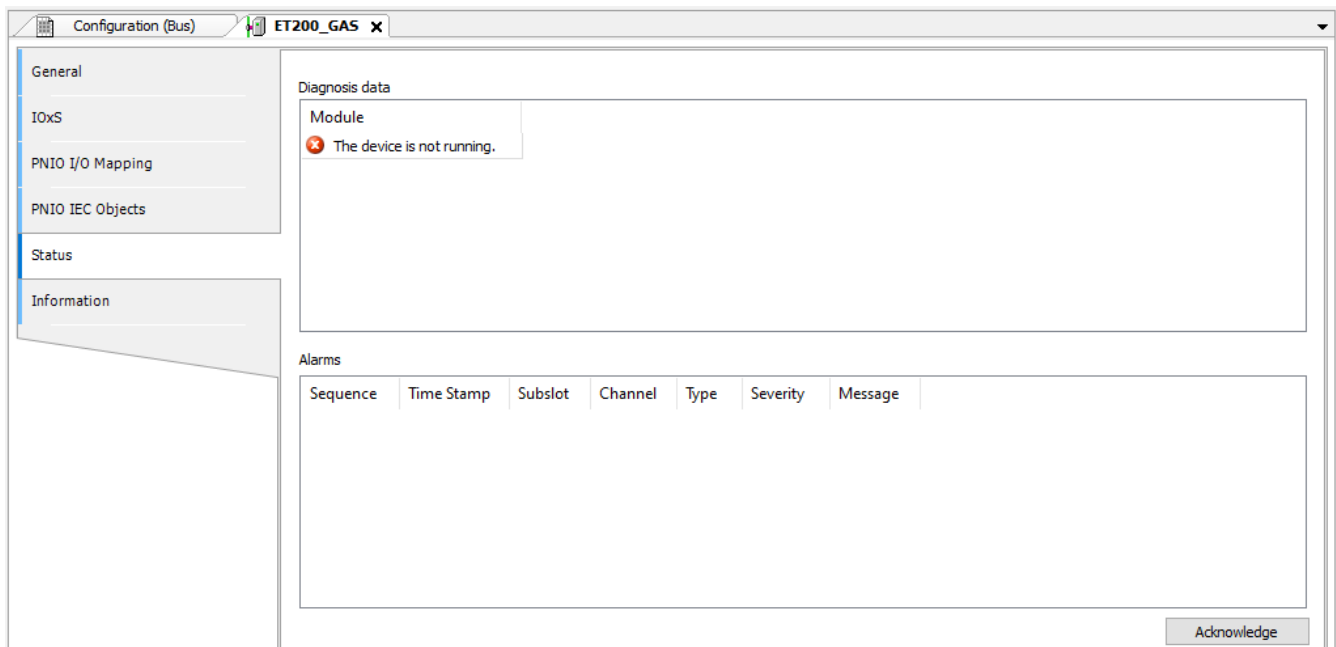 Configuration (Bus) ET200_GAS x
General
IOxS
PNIO I/O Mapping
PNIO IEC Objects
Status
Information
Diagnosis data
Module
The device is not running.
Alarms
Sequence Time Stamp Subslot Channel Type Severity Message
Acknowledge